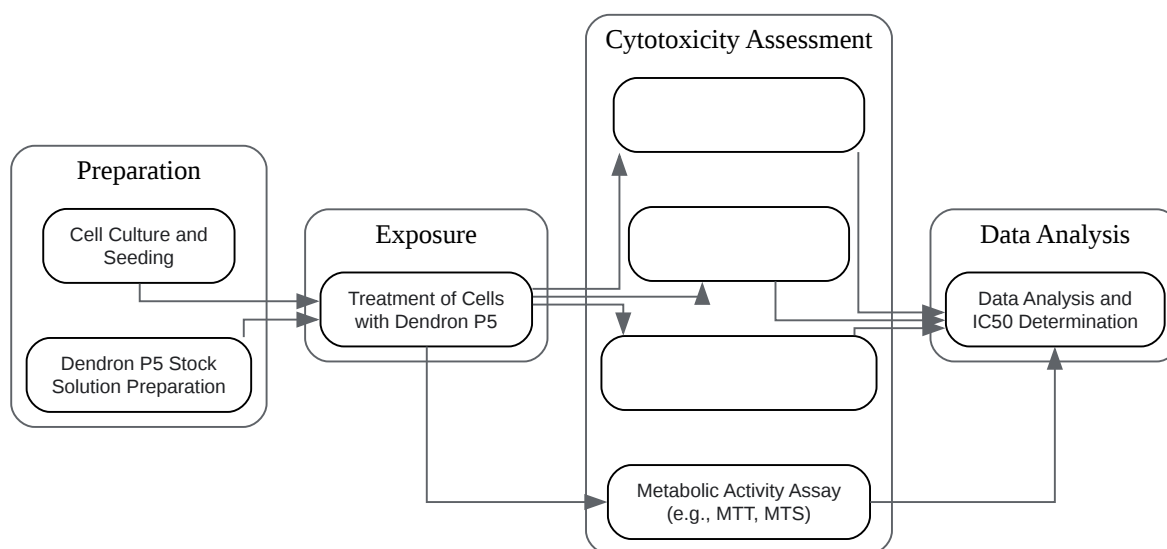 Cytotoxicity Assessment
Preparation
Cell Culture and
Seeding
Dendron P5 Stock
Solution Preparation
Exposure
Treatment of Cells
with Dendron P5
Metabolic Activity Assay
(e.g., MTT, MTS)
Data Analysis
Data Analysis and
IC50 Determination